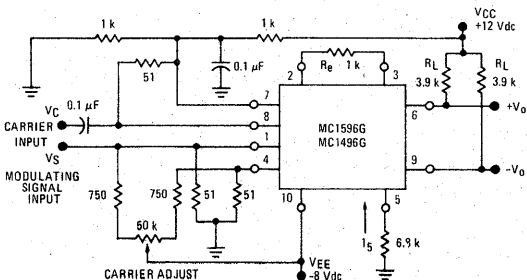 1 k
1 k
VCC
+12 Vdc
51
0.1 µF
Re 1 k
2
3
RL
3.9 k
RL
3.9 k
VC
0.1 µF
CARRIER
INPUT
VS
MODULATING
SIGNAL
INPUT
7
8
1
4
MC1596G
MC1496G
6
9
+Vo
-Vo
750
750
51
51
10
5
50 k
I5
6.8 k
CARRIER ADJUST
VEE
-8 Vdc